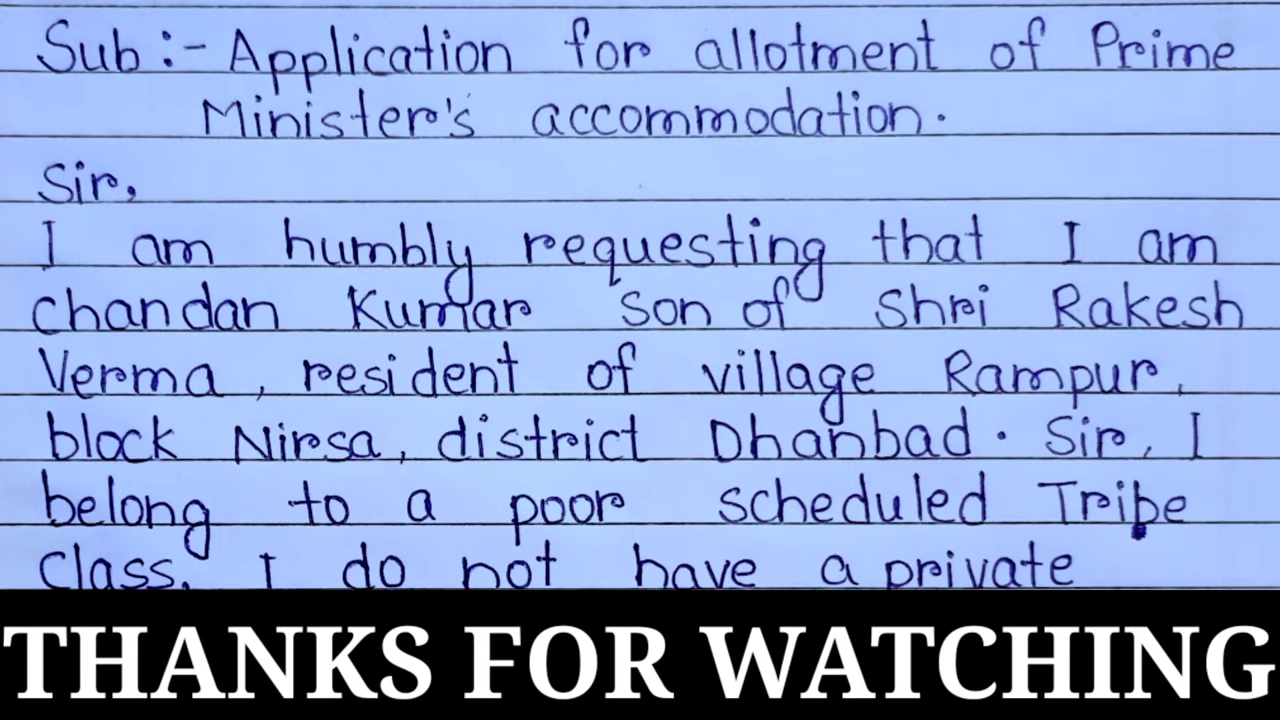 Sub:- Application for allotment of Prime
Minister's accommodation.
Sir,
I am humbly requesting that I am
chandan Kumar son of Shri Rakesh
Verma, resident of village Rampur,
block Nirsa, district Dhanbad. Sir, I
belong to a poor scheduled Tribe
Class. I do not have a private
THANKS FOR WATCHING